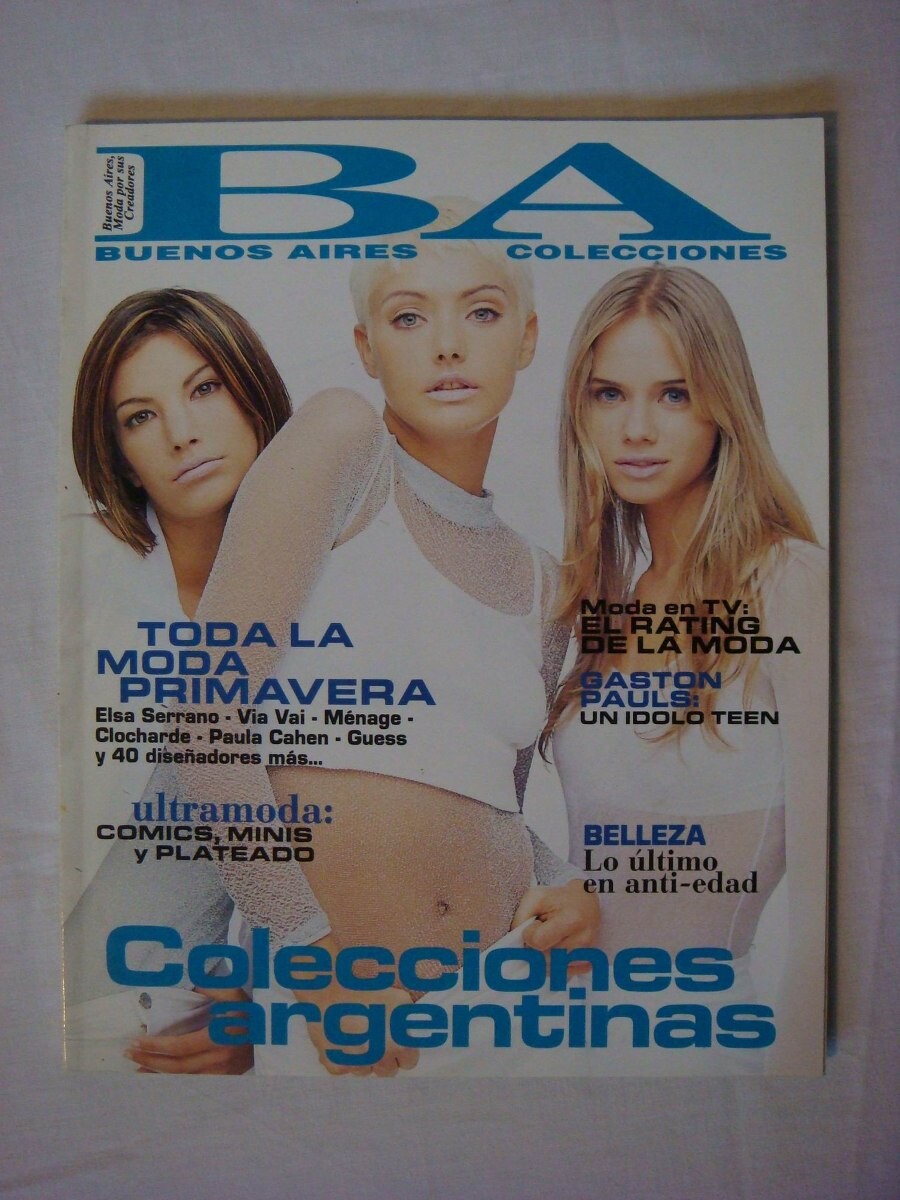 Buenos Aires,
Moda por sus
Creadores
BA
BUENOS AIRES COLECCIONES
TODA LA
MODA
PRIMAVERA
Elsa Serrano - Via Vai - Ménage -
Clocharde - Paula Cahen - Guess
y 40 diseñadores más...
ultramoda:
COMICS, MINIS
y PLATEADO
Moda en TV:
EL RATING
DE LA MODA
GASTON
PAULS:
UN IDOLO TEEN
BELLEZA
Lo último
en anti-edad
Colecciones
argentinas